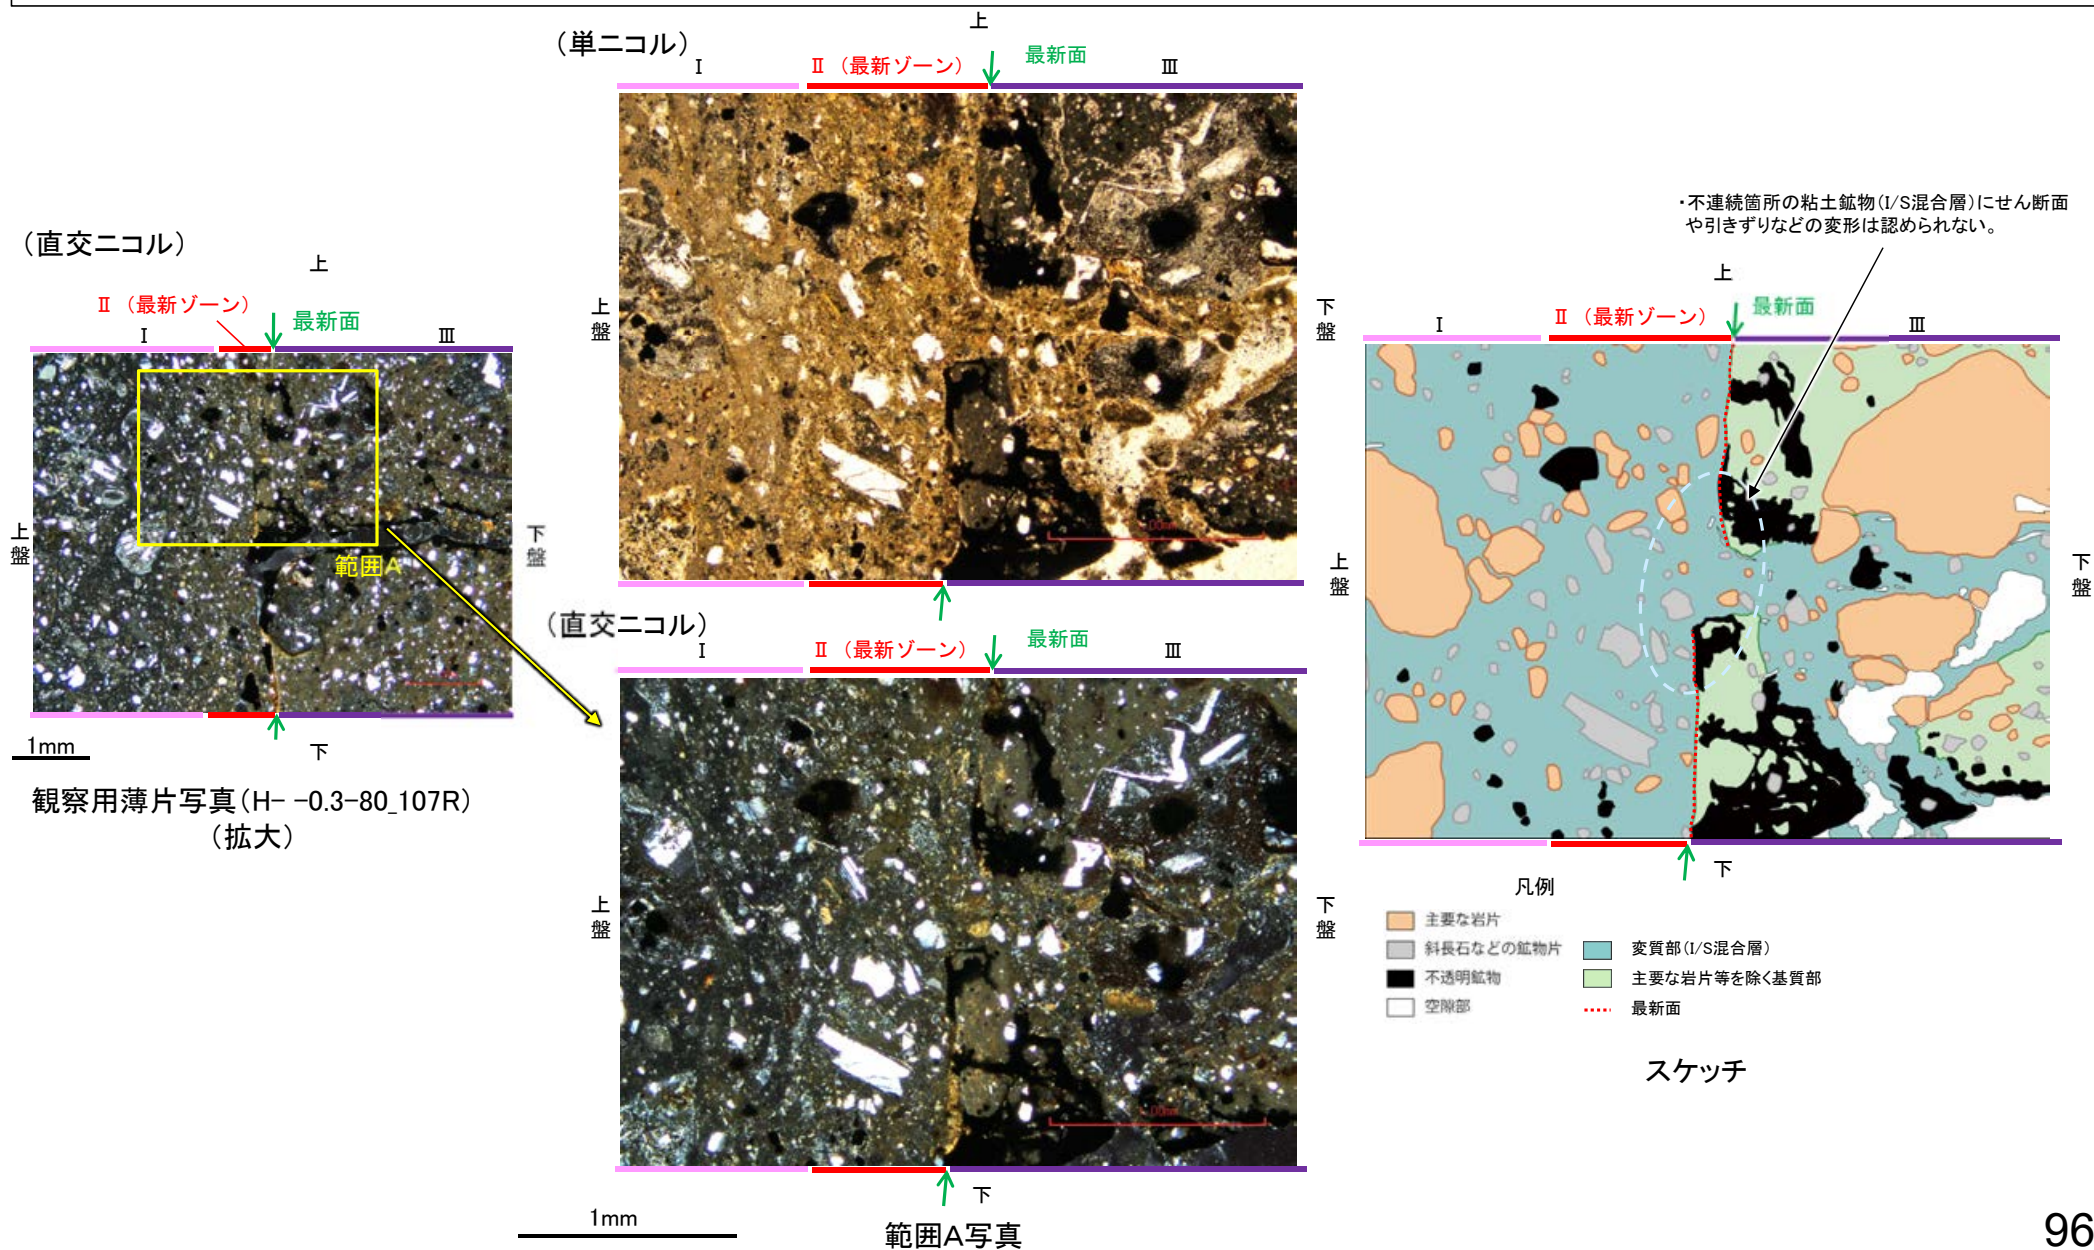 (直交ニコル)
上
Ⅱ (最新ゾーン)
最新面
Ⅰ
Ⅲ
上盤
下盤
範囲A
下
1mm
観察用薄片写真(H- -0.3-80_107R)
(拡大)
(単ニコル)
上
Ⅰ
Ⅱ (最新ゾーン)
最新面
Ⅲ
上盤
下盤
1.00mm
(直交ニコル)
Ⅰ
Ⅱ (最新ゾーン)
最新面
Ⅲ
上盤
下盤
1.00mm
下
1mm
範囲A写真
・不連続箇所の粘土鉱物(I/S混合層)にせん断面
や引きずりなどの変形は認められない。
上
Ⅰ
Ⅱ (最新ゾーン)
最新面
Ⅲ
上盤
下盤
下
凡例
主要な岩片
斜長石などの鉱物片
不透明鉱物
空隙部
変質部(I/S混合層)
主要な岩片等を除く基質部
最新面
スケッチ
96